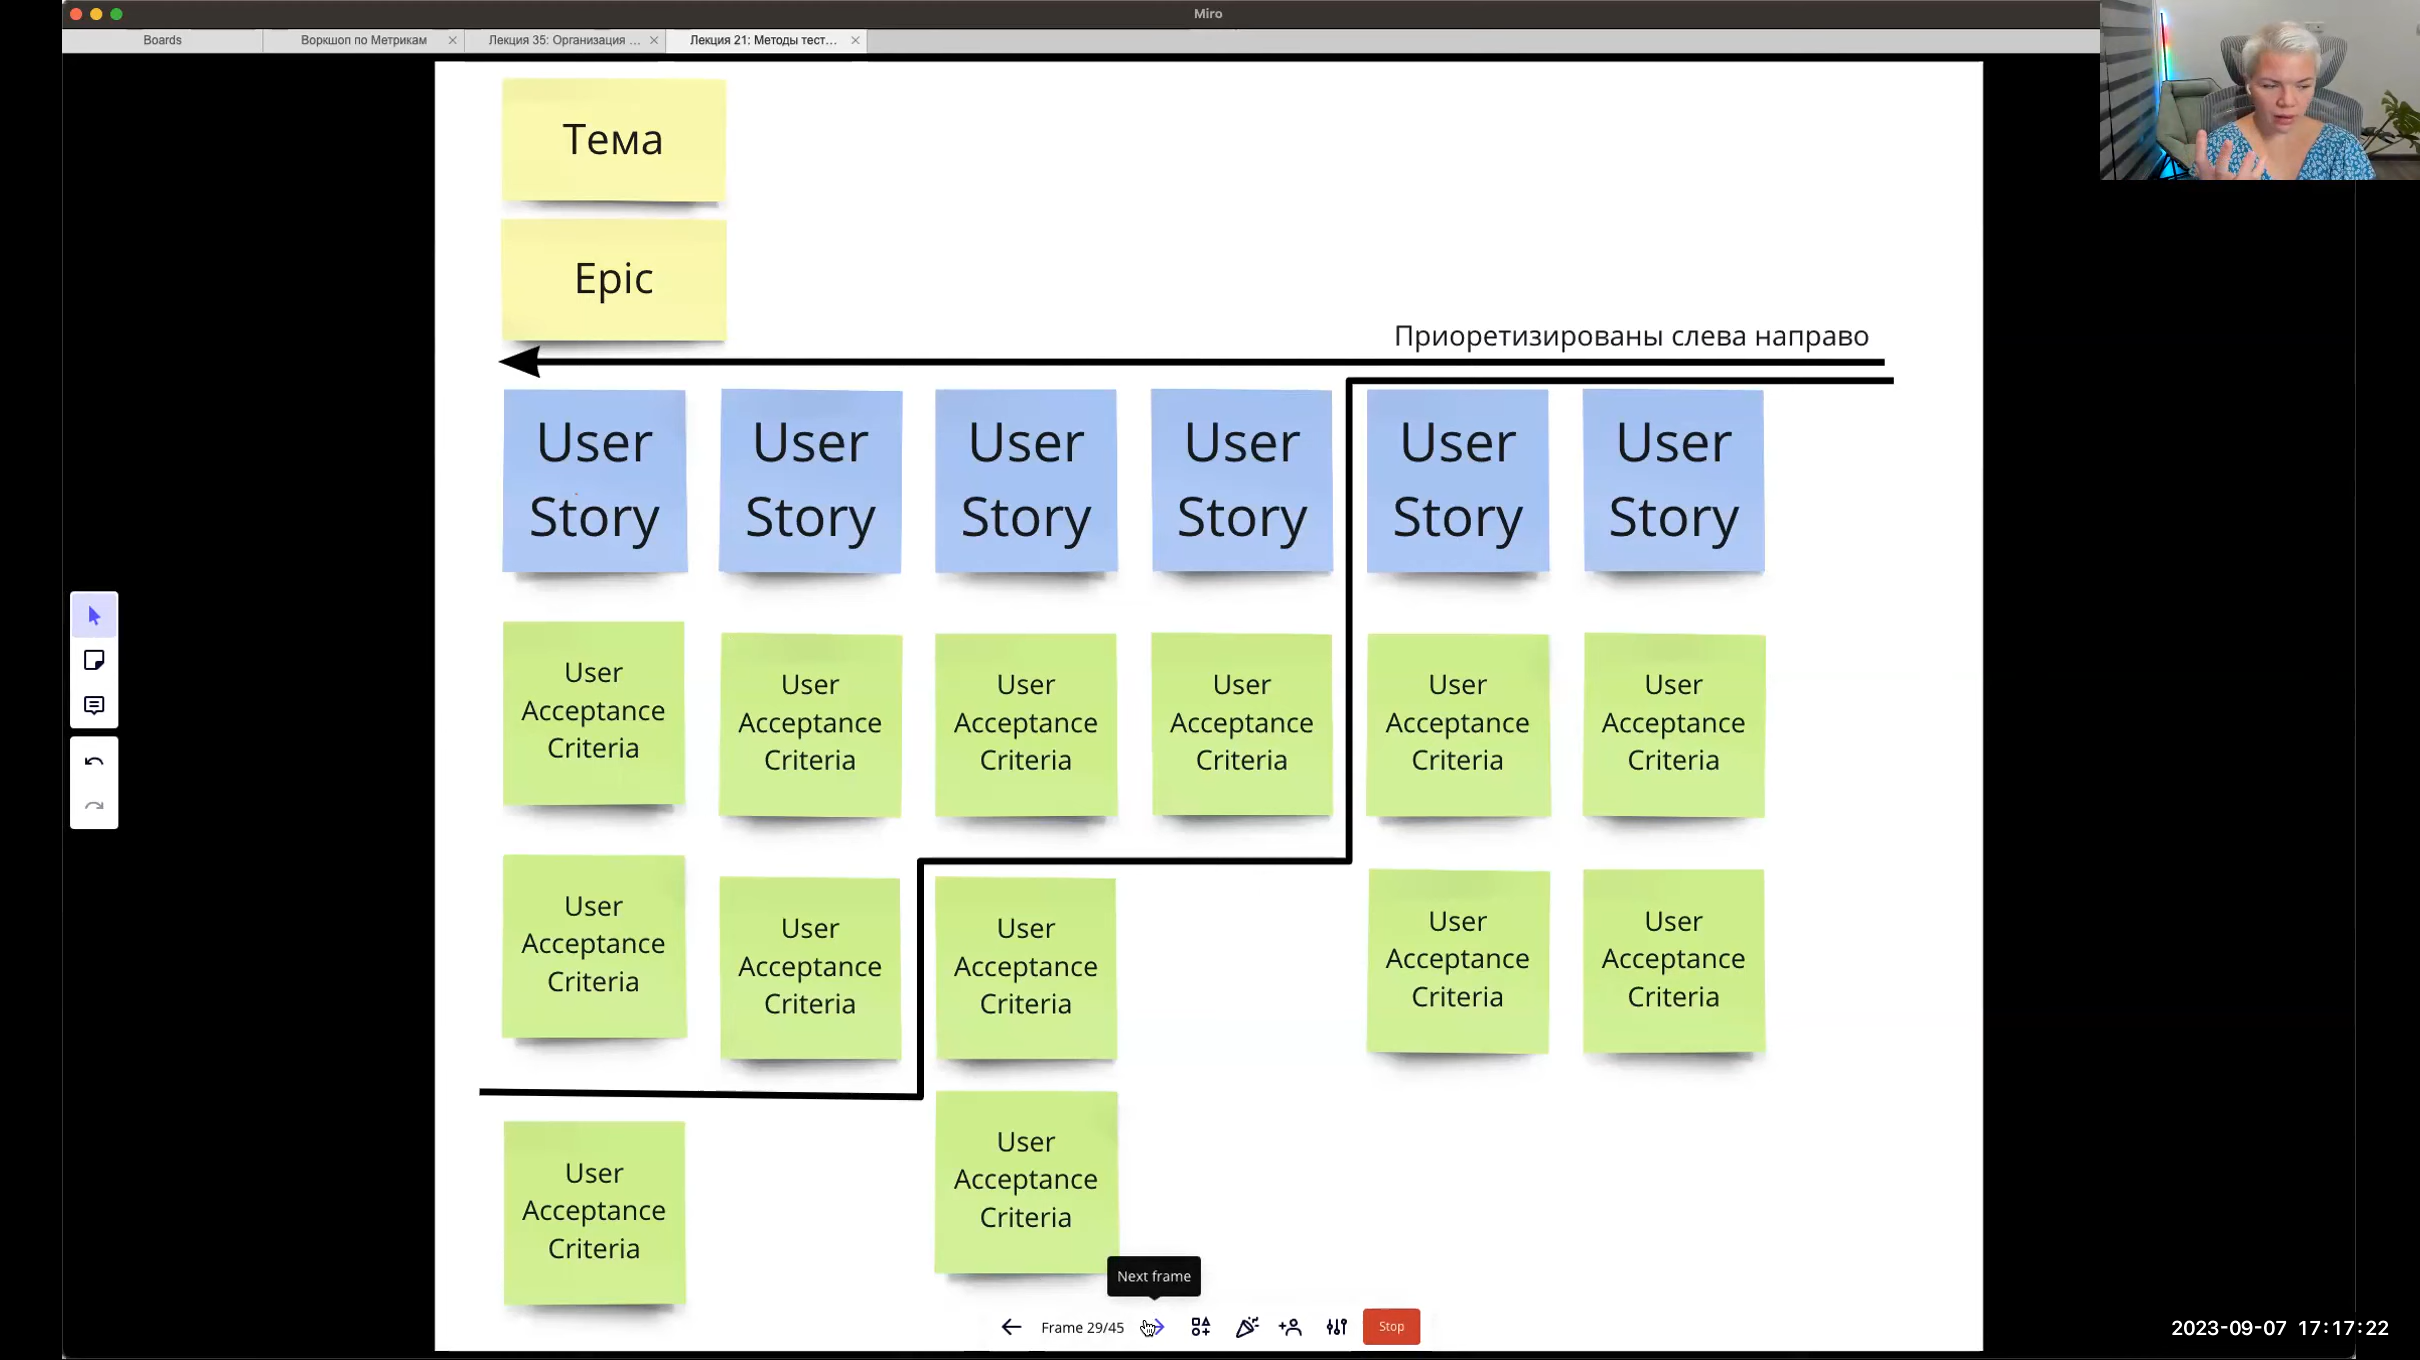 Miro
Boards
Воркшоп по Метрикам
Лекция 35: Организация ...
Лекция 21: Методы тест...
Тема
Epic
Приоретизированы слева направо
User
Story
User
Story
User
Story
User
Story
User
Story
User
Story
User
Acceptance
Criteria
User
Acceptance
Criteria
User
Acceptance
Criteria
User
Acceptance
Criteria
User
Acceptance
Criteria
User
Acceptance
Criteria
User
Acceptance
Criteria
User
Acceptance
Criteria
User
Acceptance
Criteria
User
Acceptance
Criteria
User
Acceptance
Criteria
User
Acceptance
Criteria
User
Acceptance
Criteria
Next frame
Frame 29/45
Stop
2023-09-07 17:17:22